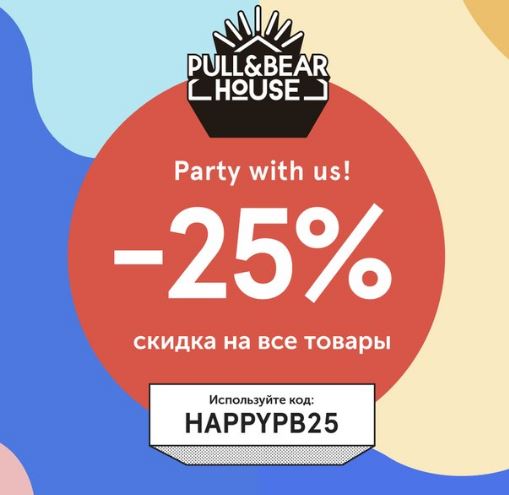 PULL&BEAR
HOUSE
Party with us!
-25%
скидка на все товары
Используйте код:
HAPPYPB25